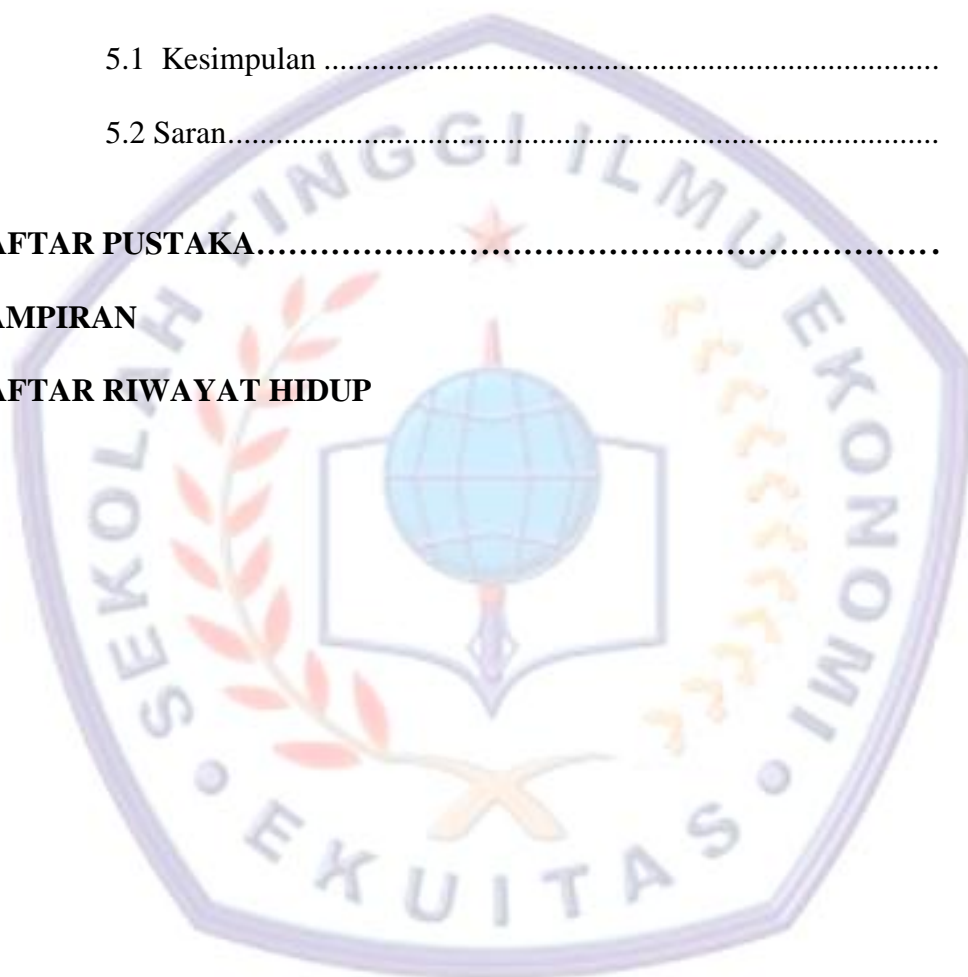 5.1 Kesimpulan ..............................................................................
5.2 Saran..........................................................................................
AFTAR PUSTAKA…………………………………………………………….
AMPIRAN
AFTAR RIWAYAT HIDUP
SEKOLAH TINGGI ILMU EKONOMI
• EKUITAS •